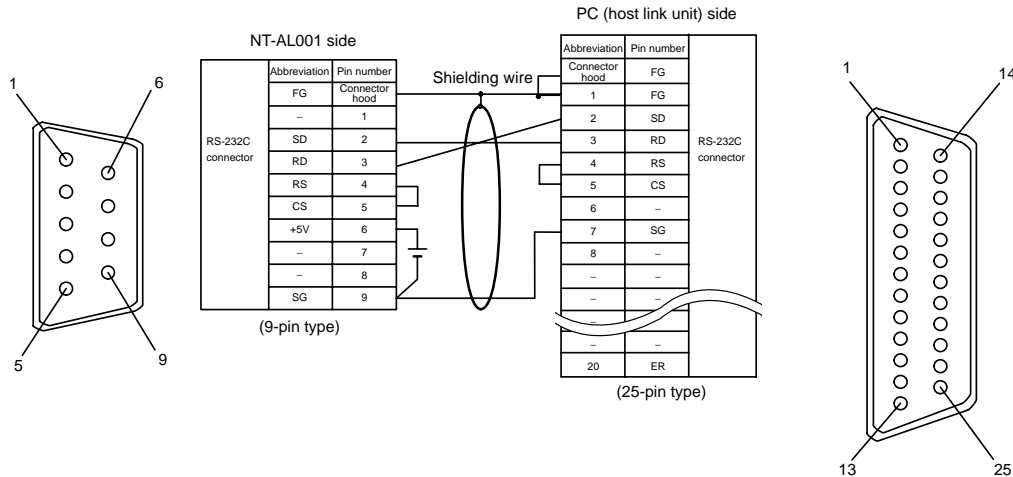 PC (host link unit) side
NT-AL001 side
Shielding wire
1
6
5
9
RS-232C connector
Abbreviation Pin number
FG Connector hood
– 1
SD 2
RD 3
RS 4
CS 5
+5V 6
– 7
– 8
SG 9
(9-pin type)
Abbreviation Pin number
Connector hood FG
1 FG
2 SD
3 RD
4 RS
5 CS
6 –
7 SG
8 –
– –
– –
–
– –
20 ER
RS-232C connector
(25-pin type)
1
14
13
25